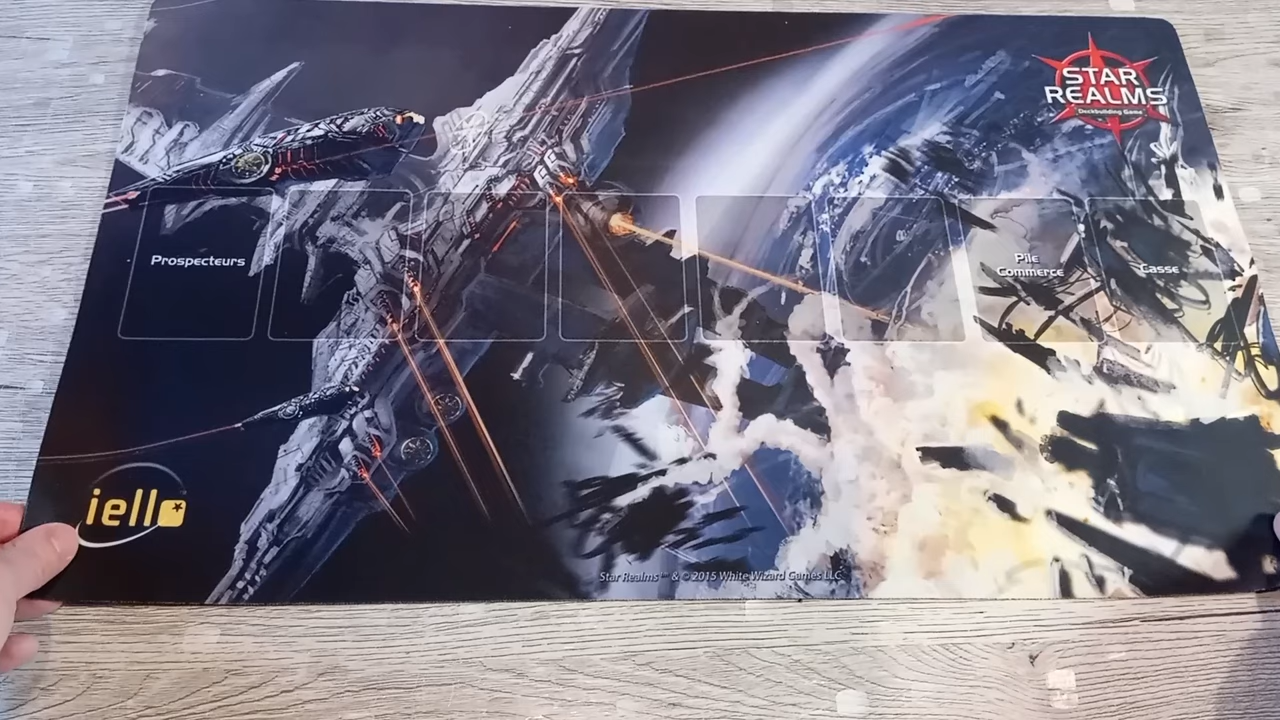 STAR
REALMS
Deckbuilding Game
Prospecteurs
Pile
Commerce
Casse
iello
Star Realms™ & © 2015 White Wizard Games LLC